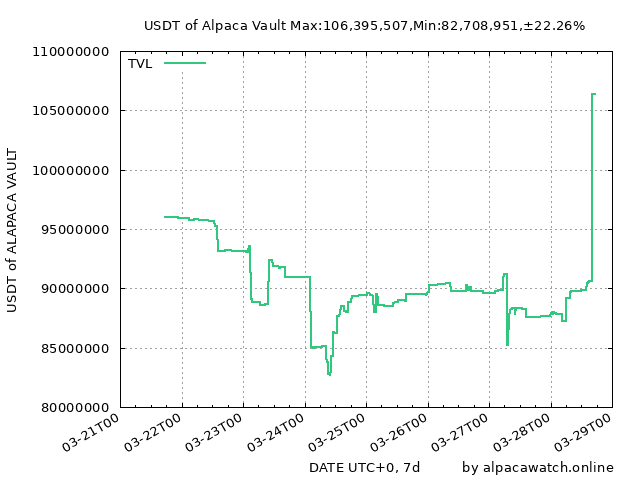 USDT of Alpaca Vault Max:106,395,507,Min:82,708,951,±22.26%
110000000
TVL
105000000
100000000
95000000
90000000
85000000
80000000
USDT of ALAPACA VAULT
03-21T00
03-22T00
03-23T00
03-24T00
03-25T00
03-26T00
03-27T00
03-28T00
03-29T00
DATE UTC+0, 7d
by alpacawatch.online